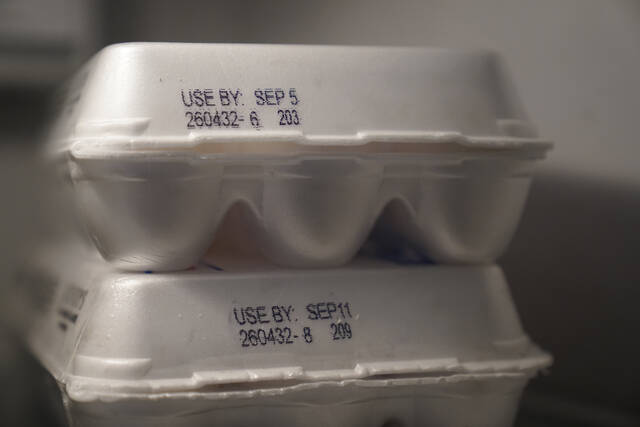 USE BY: SEP 5
260432- 6 203
USE BY: SEP11
260432- 8 209